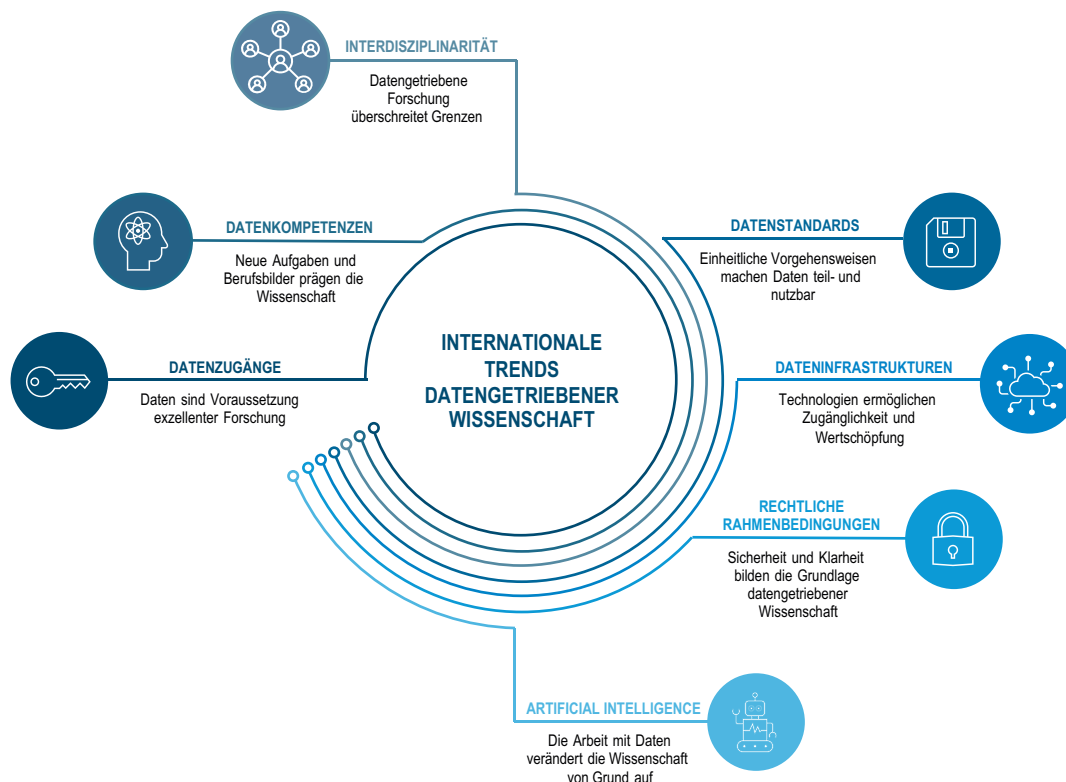 INTERDISZIPLINARITÄT
Datengetriebene
Forschung
überschreitet Grenzen
DATENKOMPETENZEN
Neue Aufgaben und
Berufsbilder prägen die
Wissenschaft
DATENZUGÄNGE
Daten sind Voraussetzung
exzellenter Forschung
INTERNATIONALE
TRENDS
DATENGETRIEBENER
WISSENSCHAFT
DATENSTANDARDS
Einheitliche Vorgehensweisen
machen Daten teil- und
nutzbar
DATENINFRASTRUKTUREN
Technologien ermöglichen
Zugänglichkeit und
Wertschöpfung
RECHTLICHE
RAHMENBEDINGUNGEN
Sicherheit und Klarheit
bilden die Grundlage
datengetriebener
Wissenschaft
ARTIFICIAL INTELLIGENCE
Die Arbeit mit Daten
verändert die Wissenschaft
von Grund auf